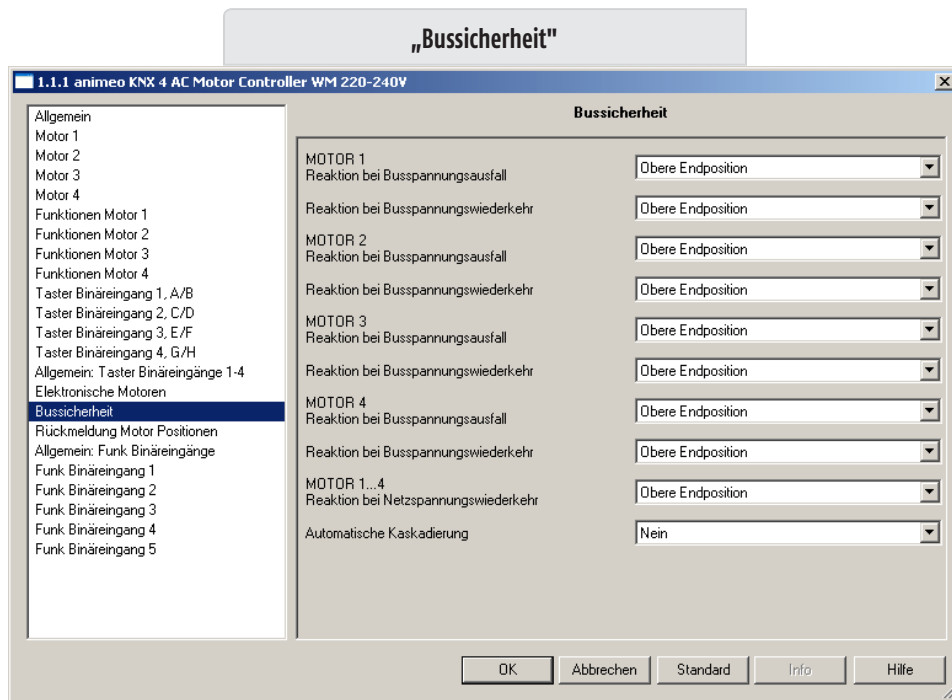 „Bussicherheit"
1.1.1 animeo KNX 4 AC Motor Controller WM 220-240V
Allgemein
Motor 1
Motor 2
Motor 3
Motor 4
Funktionen Motor 1
Funktionen Motor 2
Funktionen Motor 3
Funktionen Motor 4
Taster Binäreingang 1, A/B
Taster Binäreingang 2, C/D
Taster Binäreingang 3, E/F
Taster Binäreingang 4, G/H
Allgemein: Taster Binäreingänge 1-4
Elektronische Motoren
Bussicherheit
Rückmeldung Motor Positionen
Allgemein: Funk Binäreingänge
Funk Binäreingang 1
Funk Binäreingang 2
Funk Binäreingang 3
Funk Binäreingang 4
Funk Binäreingang 5
Bussicherheit
MOTOR 1
Reaktion bei Busspannungsausfall Obere Endposition
Reaktion bei Busspannungswiederkehr Obere Endposition
MOTOR 2
Reaktion bei Busspannungsausfall Obere Endposition
Reaktion bei Busspannungswiederkehr Obere Endposition
MOTOR 3
Reaktion bei Busspannungsausfall Obere Endposition
Reaktion bei Busspannungswiederkehr Obere Endposition
MOTOR 4
Reaktion bei Busspannungsausfall Obere Endposition
Reaktion bei Busspannungswiederkehr Obere Endposition
MOTOR 1...4
Reaktion bei Netzspannungswiederkehr Obere Endposition
Automatische Kaskadierung Nein
OK Abbrechen Standard Info Hilfe